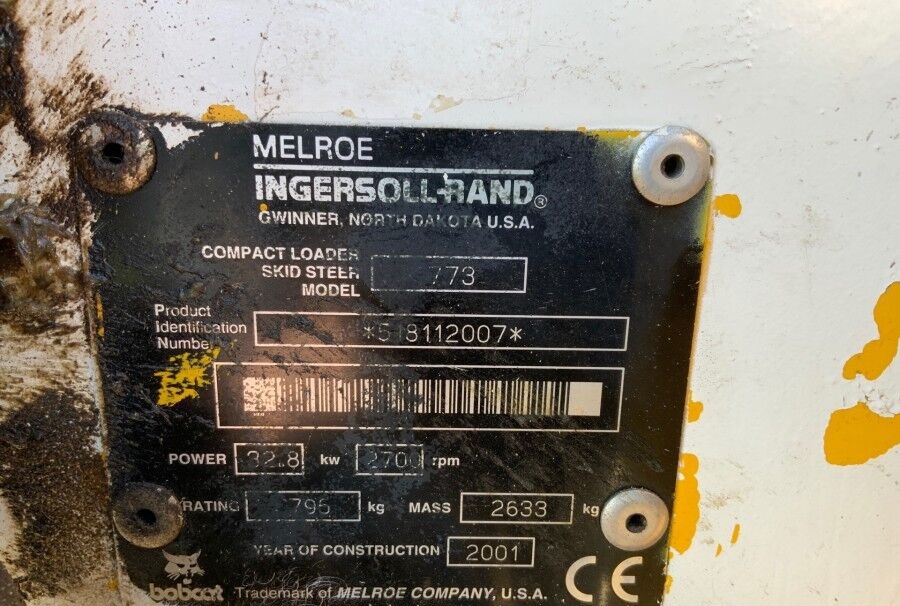 MELROE
INGERSOLL-RAND®
GWINNER, NORTH DAKOTA U.S.A.
COMPACT LOADER
SKID STEER
MODEL 773
Product
Identification
Number *518112007*
POWER 32.8 kw 2700 rpm
RATING 795 kg MASS 2633 kg
YEAR OF CONSTRUCTION 2001
bobcat Trademark of MELROE COMPANY, U.S.A. CE